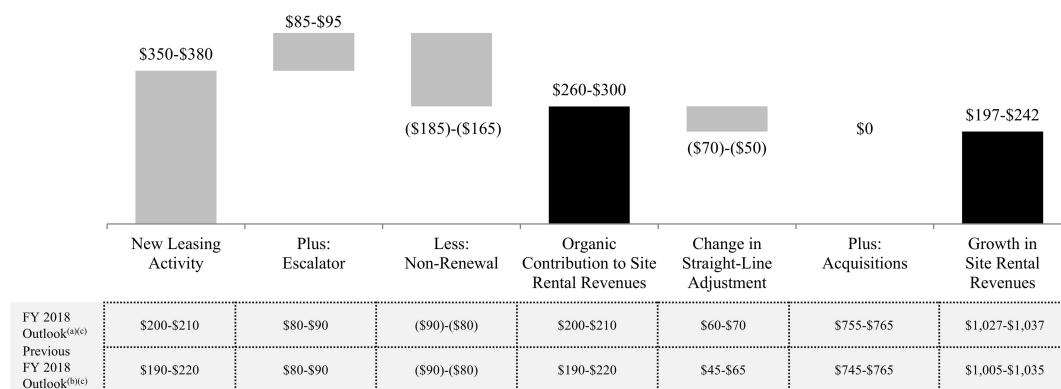 $85-$95
$350-$380
$260-$300
$197-$242
($185)-($165)
$0
($70)-($50)
New Leasing
Activity
Plus:
Escalator
Less:
Non-Renewal
Organic
Contribution to Site
Rental Revenues
Change in
Straight-Line
Adjustment
Plus:
Acquisitions
Growth in
Site Rental
Revenues
FY 2018
Outlook(a)(c)
$200-$210
$80-$90
($90)-($80)
$200-$210
$60-$70
$755-$765
$1,027-$1,037
Previous
FY 2018
Outlook(b)(c)
$190-$220
$80-$90
($90)-($80)
$190-$220
$45-$65
$745-$765
$1,005-$1,035